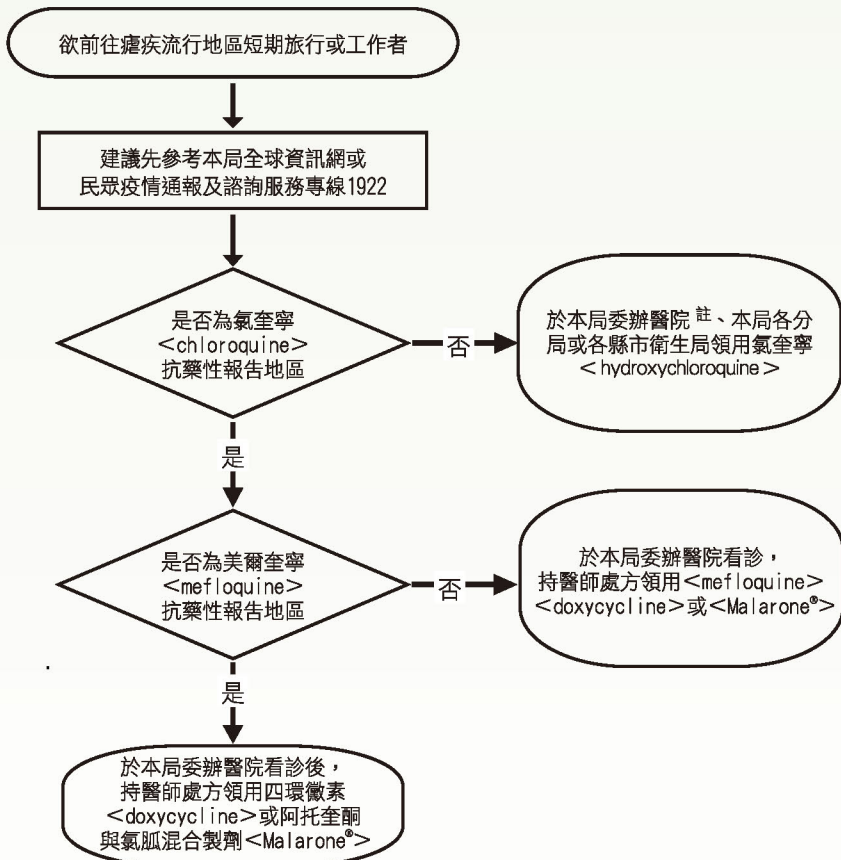 欲前往瘧疾流行地區短期旅行或工作者
建議先參考本局全球資訊網或
民眾疫情通報及諮詢服務專線1922
是否為氯奎寧
<chloroquine>
抗藥性報告地區
否
於本局委辦醫院註、本局各分
局或各縣市衛生局領用氯奎寧
<hydroxychloroquine>
是
是否為美爾奎寧
<mefloquine>
抗藥性報告地區
否
於本局委辦醫院看診，
持醫師處方領用<mefloquine>
<doxycycline>或<Malarone®>
是
於本局委辦醫院看診後，
持醫師處方領用四環黴素
<doxycycline>或阿托奎酮
與氯胍混合製劑<Malarone®>